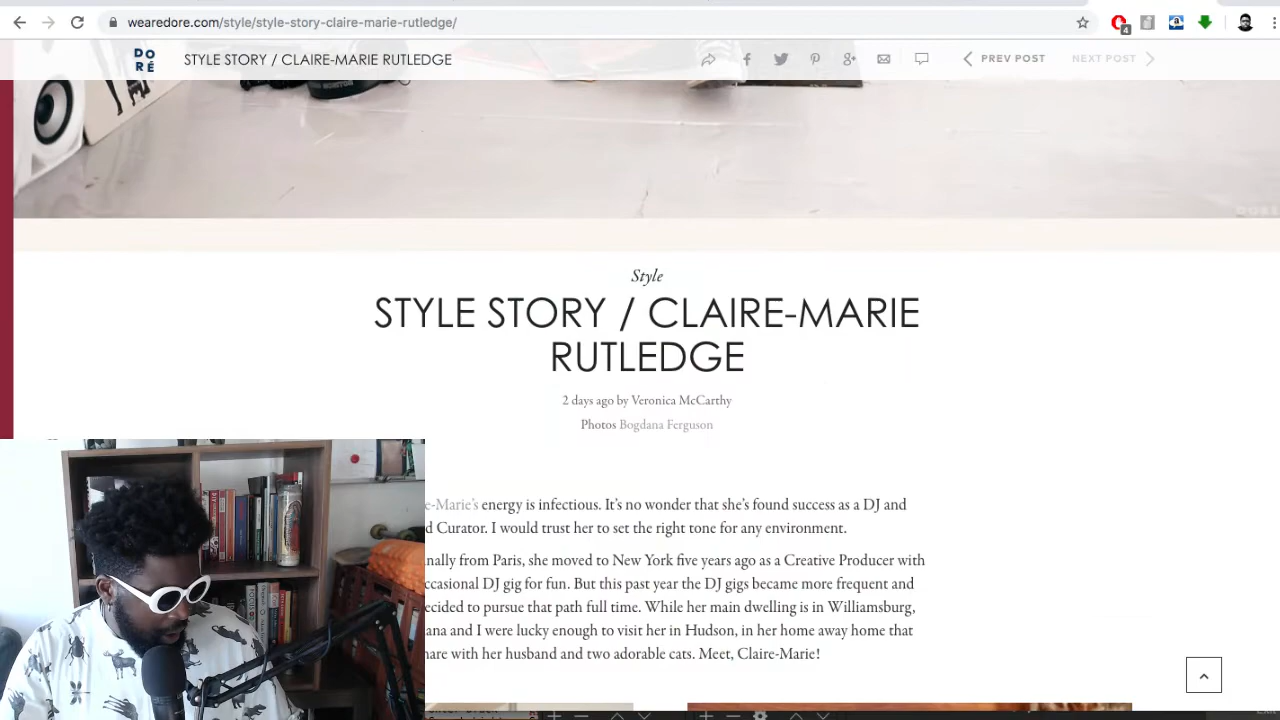 wearedore.com/style/style-story-claire-marie-rutledge/
4
DO
RÉ
STYLE STORY / CLAIRE-MARIE RUTLEDGE
PREV POST
NEXT POST
Style
STYLE STORY / CLAIRE-MARIE
RUTLEDGE
2 days ago by Veronica McCarthy
Photos Bogdana Ferguson
e-Marie's energy is infectious. It's no wonder that she's found success as a DJ and
d Curator. I would trust her to set the right tone for any environment.
nally from Paris, she moved to New York five years ago as a Creative Producer with
ccasional DJ gig for fun. But this past year the DJ gigs became more frequent and
ecided to pursue that path full time. While her main dwelling is in Williamsburg,
ana and I were lucky enough to visit her in Hudson, in her home away home that
hare with her husband and two adorable cats. Meet, Claire-Marie!